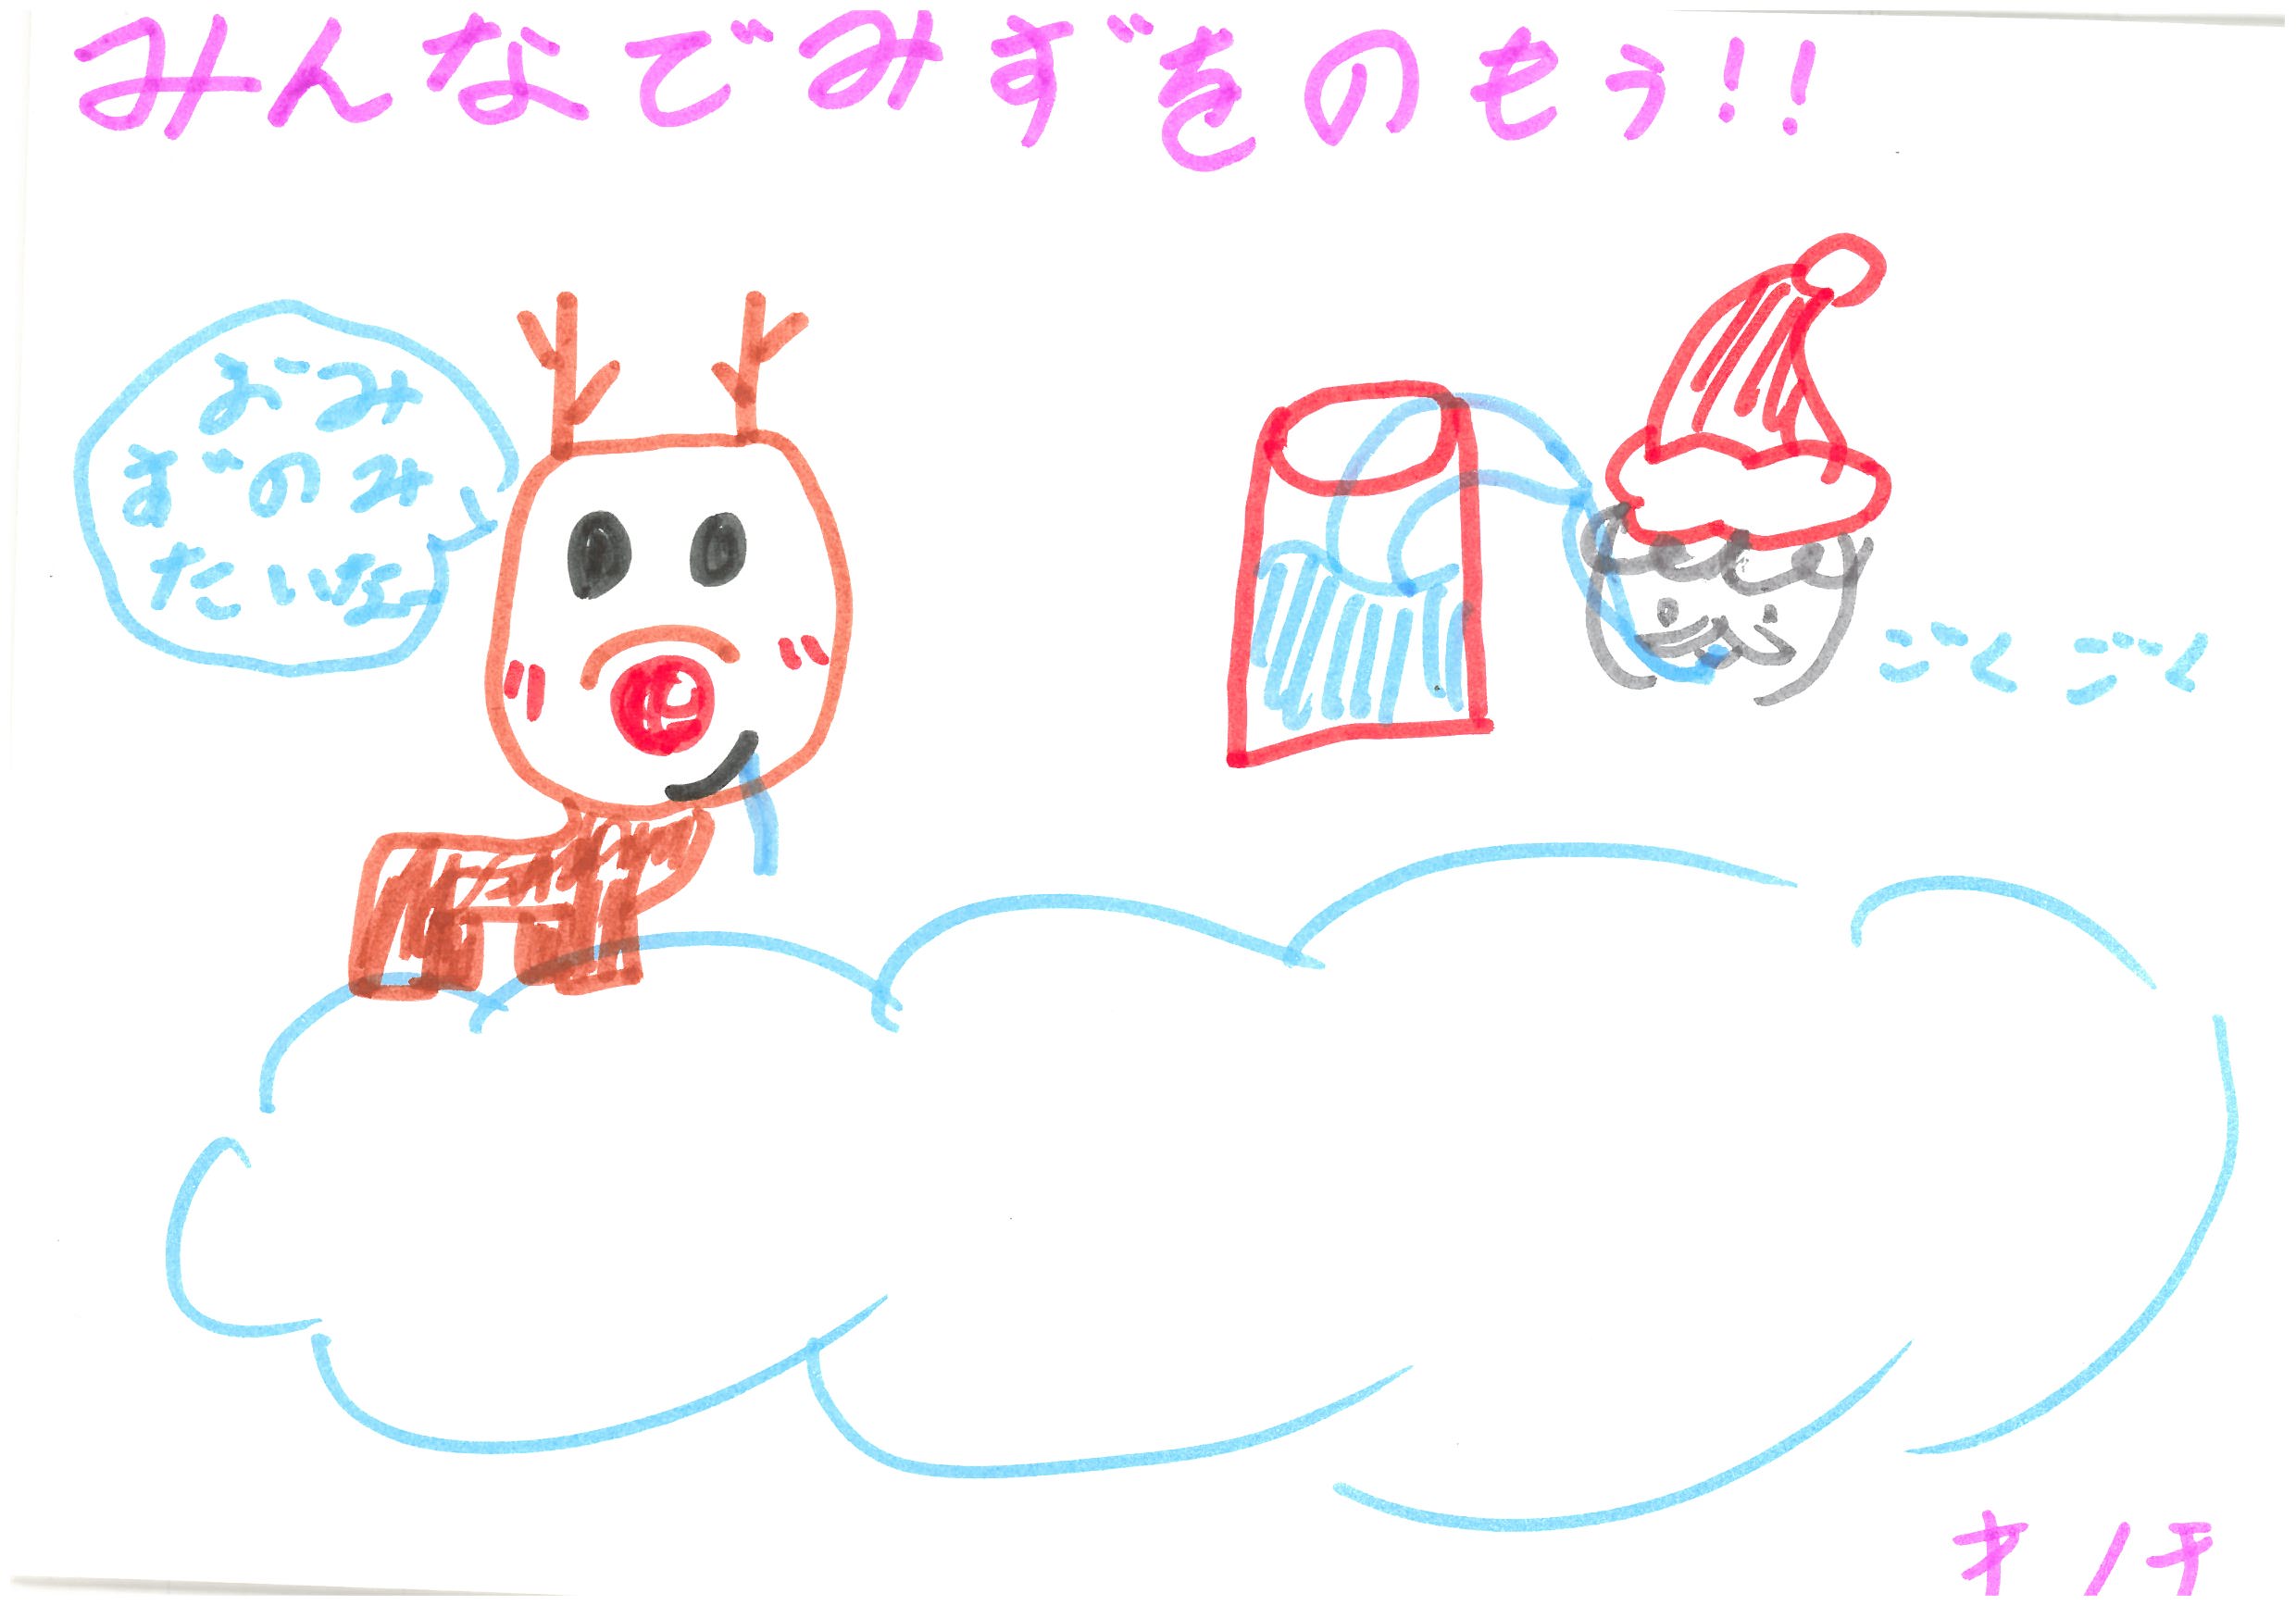 みんなでみずをのもう!!
おみ
ずのみ
たいな
ごくごく
オノチ